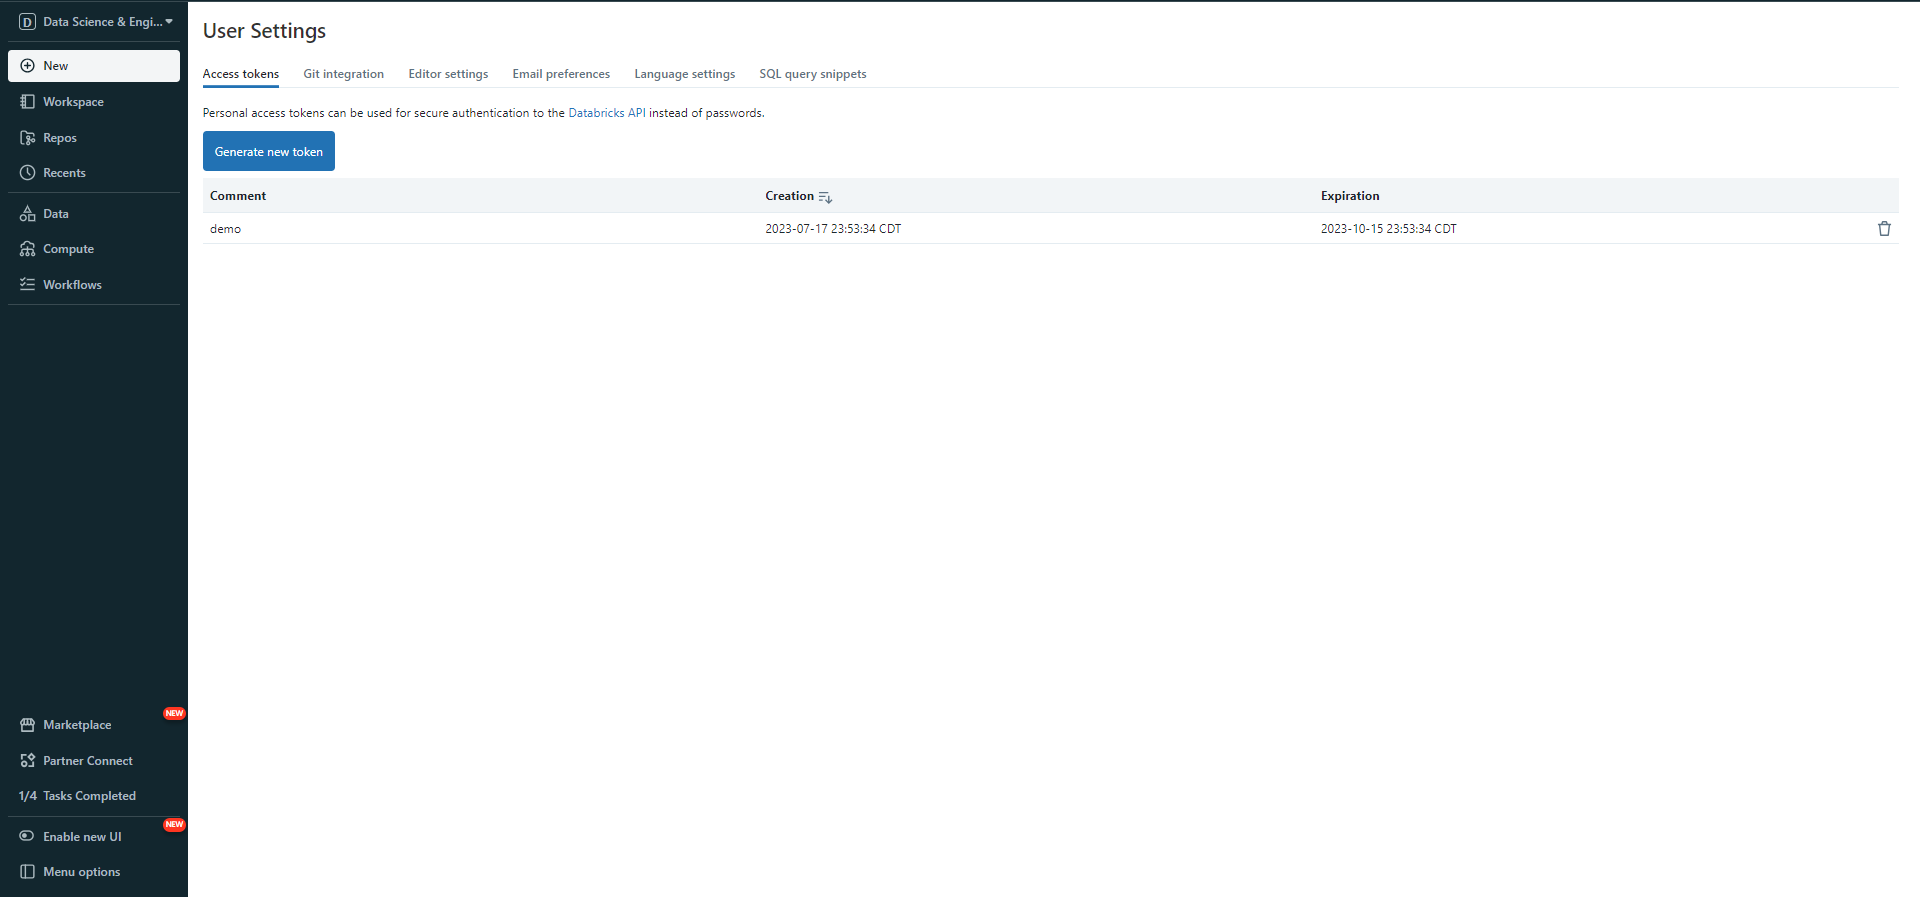 D Data Science & Engi...
New
Workspace
Repos
Recents
Data
Compute
Workflows
Marketplace NEW
Partner Connect
1/4 Tasks Completed
Enable new UI NEW
Menu options
User Settings
Access tokens Git integration Editor settings Email preferences Language settings SQL query snippets
Personal access tokens can be used for secure authentication to the Databricks API instead of passwords.
Generate new token
Comment Creation Expiration
demo 2023-07-17 23:53:34 CDT 2023-10-15 23:53:34 CDT